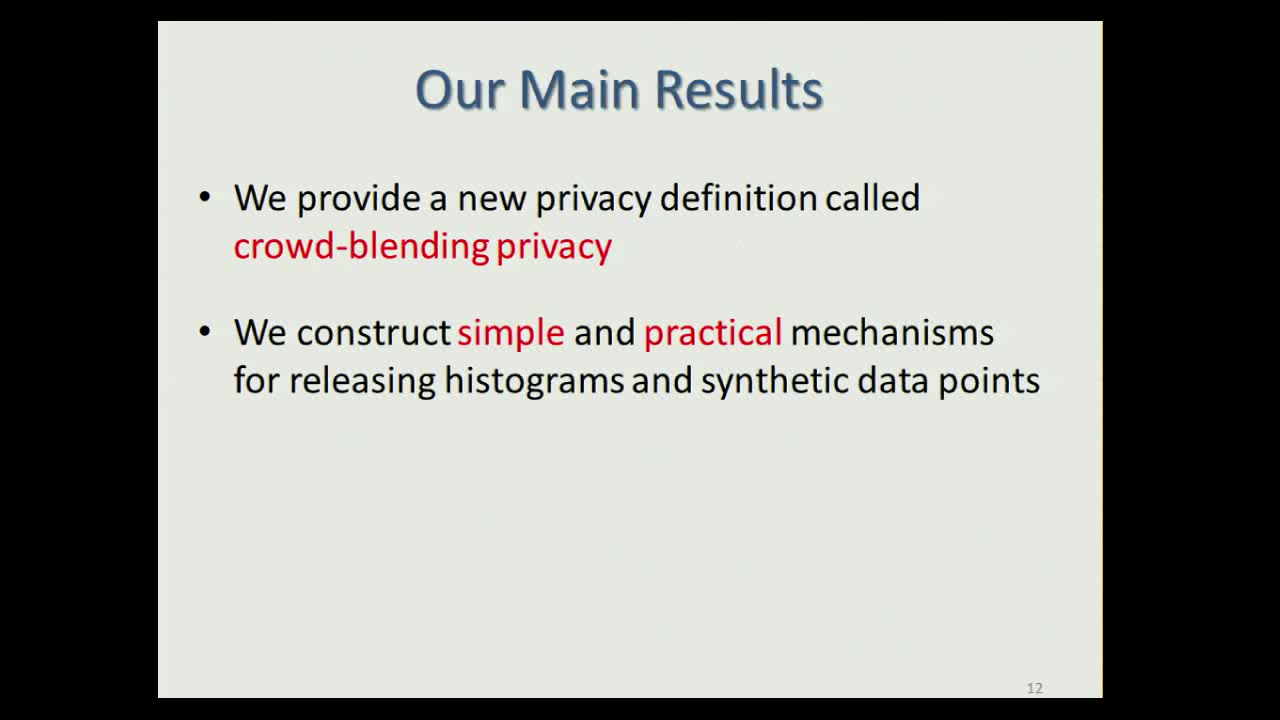 Our Main Results
• We provide a new privacy definition called
crowd-blending privacy
• We construct simple and practical mechanisms
for releasing histograms and synthetic data points
12